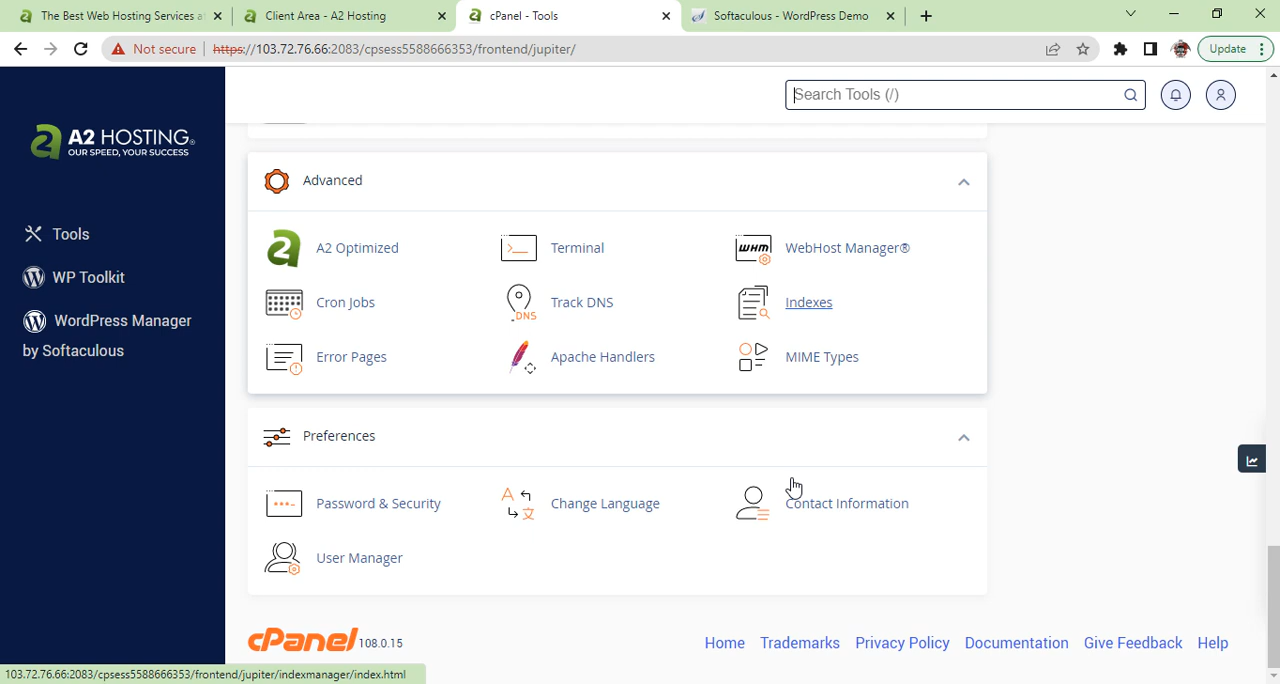 The Best Web Hosting Services at
Client Area - A2 Hosting
cPanel - Tools
Softaculous - WordPress Demo
Not secure
https://103.72.76.66:2083/cpsess5588666353/frontend/jupiter/
Update
A2 HOSTING®
OUR SPEED, YOUR SUCCESS
Search Tools (/)
Tools
WP Toolkit
WordPress Manager
by Softaculous
Advanced
A2 Optimized
Terminal
WHM
WebHost Manager®
Cron Jobs
DNS
Track DNS
Indexes
Error Pages
Apache Handlers
MIME Types
Preferences
Password & Security
Change Language
Contact Information
User Manager
cPanel 108.0.15
Home
Trademarks
Privacy Policy
Documentation
Give Feedback
Help
103.72.76.66:2083/cpsess5588666353/frontend/jupiter/indexmanager/index.html